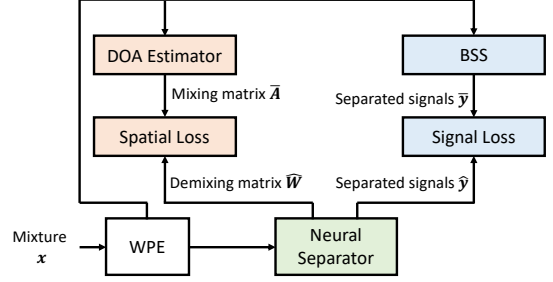 DOA Estimator
BSS
Mixing matrix A̅
Separated signals y̅
Spatial Loss
Signal Loss
Demixing matrix Ŵ
Separated signals ŷ
Mixture
x
WPE
Neural
Separator